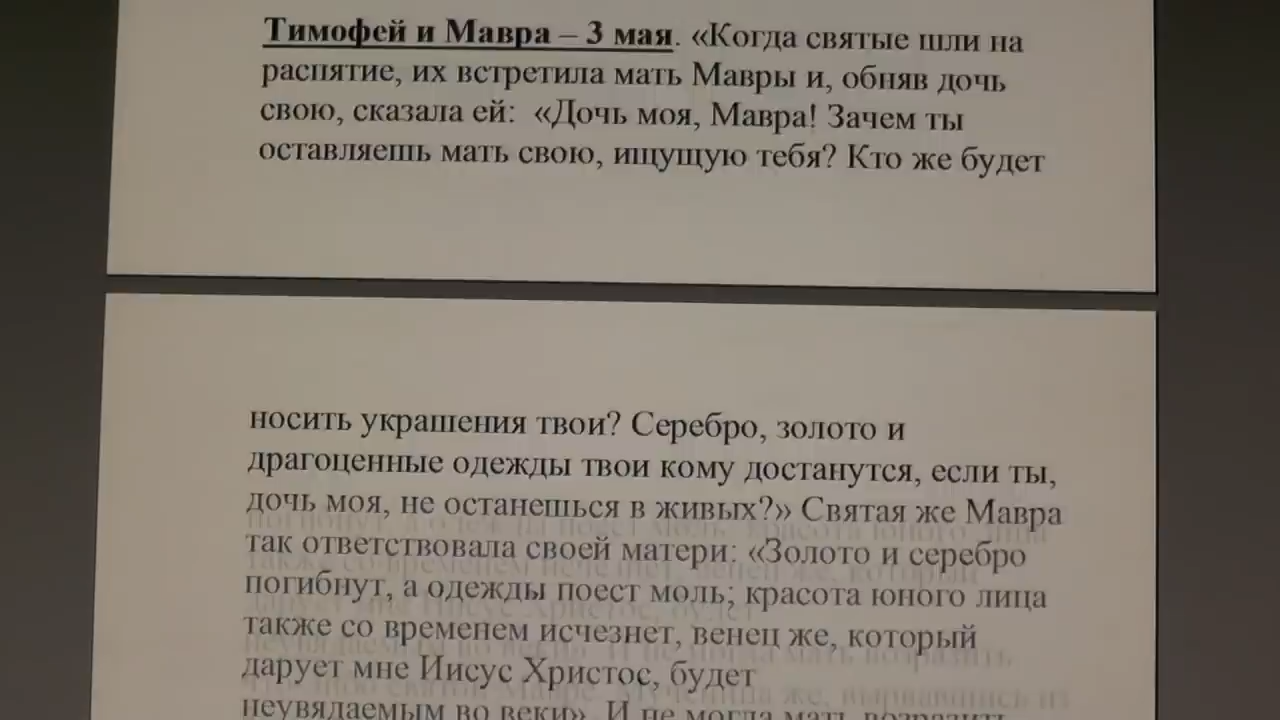 Тимофей и Мавра – 3 мая. «Когда святые шли на
распятие, их встретила мать Мавры и, обняв дочь
свою, сказала ей: «Дочь моя, Мавра! Зачем ты
оставляешь мать свою, ищущую тебя? Кто же будет
носить украшения твои? Серебро, золото и
драгоценные одежды твои кому достанутся, если ты,
дочь моя, не останешься в живых?» Святая же Мавра
так ответствовала своей матери: «Золото и серебро
погибнут, а одежды поест моль; красота юного лица
также со временем исчезнет, венец же, который
дарует мне Иисус Христос, будет
неувядаемым во веки». И не могла мать возразить